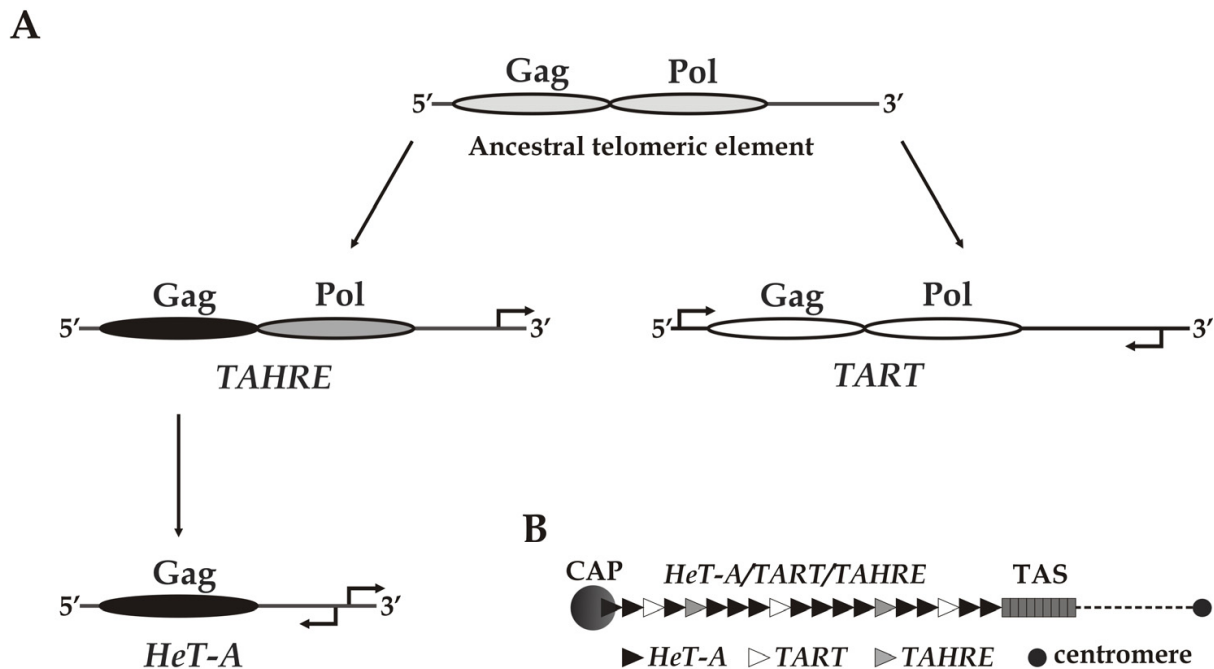 A
Gag Pol
5′ 3′
Ancestral telomeric element
Gag Pol
5′ 3′
TAHRE
Gag Pol
5′ 3′
TART
Gag
5′ 3′
HeT-A
B
CAP HeT-A/TART/TAHRE TAS
HeT-A TART TAHRE centromere